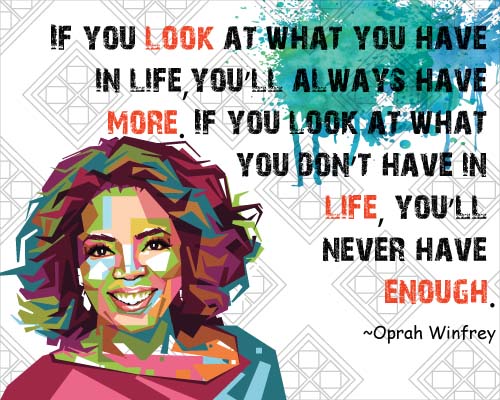 IF YOU LOOK AT WHAT YOU HAVE
IN LIFE,YOU'LL ALWAYS HAVE
MORE. IF YOU LOOK AT WHAT
YOU DON'T HAVE IN
LIFE, YOU'LL
NEVER HAVE
ENOUGH.
~Oprah Winfrey